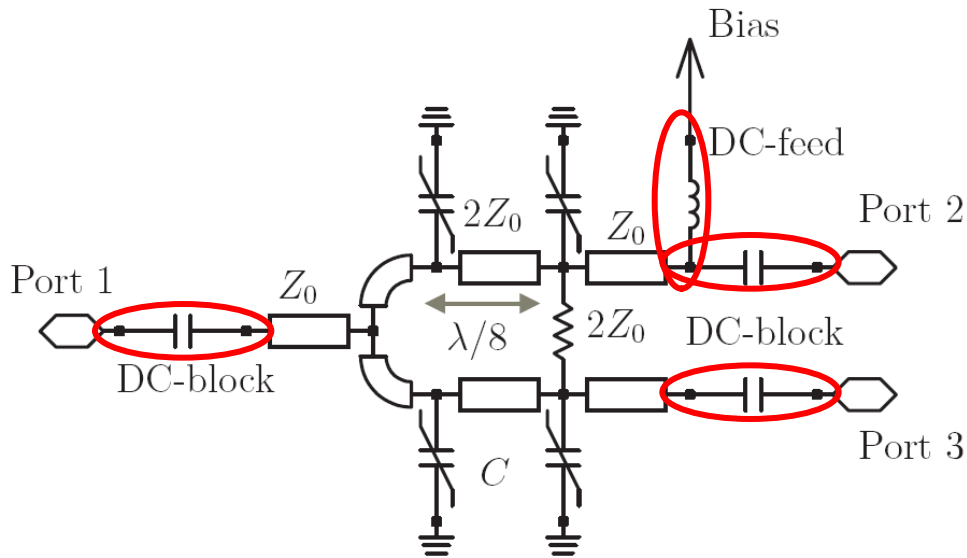 Bias
DC-feed
Port 2
2Z₀
Z₀
Port 1
Z₀
λ/8
2Z₀
DC-block
DC-block
C
Port 3